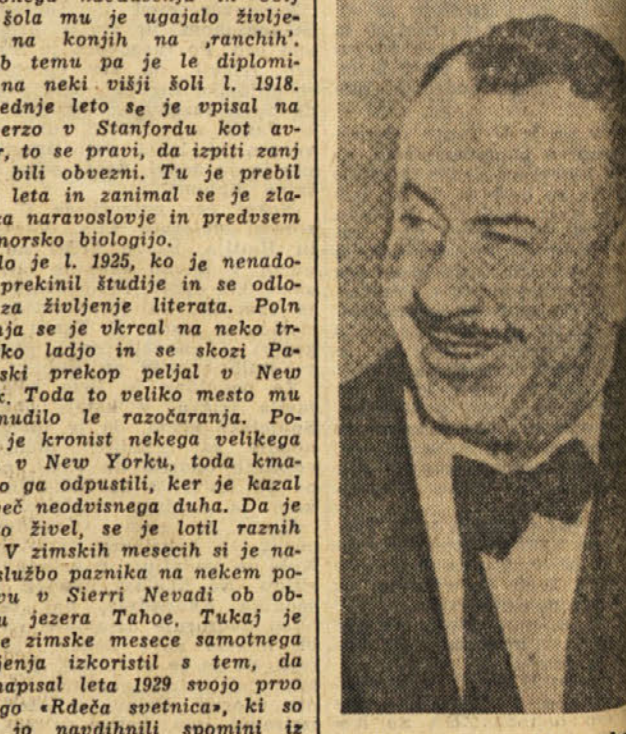 šola mu je ugajalo življe-
na konjih na ‚ranchih'.
b temu pa je le diplomi-
na neki višji šoli l. 1918.
ednje leto se je vpisal na
erzo v Stanfordu kot av-
r, to se pravi, da izpiti zanj
bili obvezni. Tu je prebil
leta in zanimal se je zla-
za naravoslovje in predvsem
morsko biologijo.
lo je l. 1925, ko je nenado-
prekinil študije in se odlo-
za življenje literata. Poln
nja se je vkrcal na neko tr-
ko ladjo in se skozi Pa-
ski prekop peljal v New
k. Toda to veliko mesto mu
nudilo le razočaranja. Po-
je kronist nekega velikega
v New Yorku, toda kma-
o ga odpustili, ker je kazal
eč neodvisnega duha. Da je
o živel, se je lotil raznih
V zimskih mesecih si je na-
službo paznika na nekem po-
vu v Sierri Nevadi ob ob-
u jezera Tahoe. Tukaj je
e zimske mesece samotnega
jenja izkoristil s tem, da
napisal leta 1929 svojo prvo
go «Rdeča svetnica», ki so
jo navdihnili spomini iz